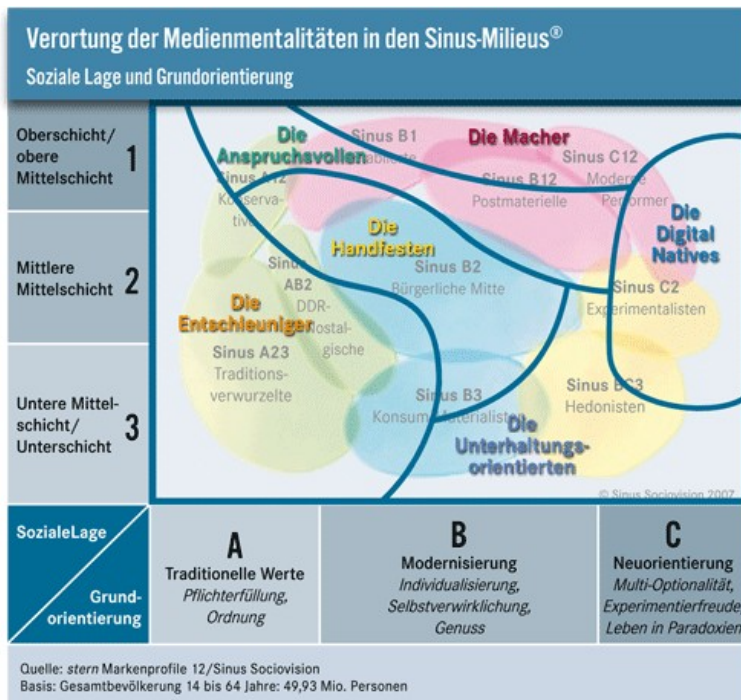 Verortung der Medienmentalitäten in den Sinus-Milieus®
Soziale Lage und Grundorientierung
Oberschicht/
obere
Mittelschicht
1
Mittlere
Mittelschicht
2
Untere Mittel-
schicht/
Unterschicht
3
Die
Anspruchsvollen
Sinus B1
Die Macher
Sinus A12
Konserva-
tive
Sinus B12
Postmaterielle
Sinus C12
Moderne
Performer
Die
Digital
Natives
Die
Handfesten
Sinus B2
Bürgerliche Mitte
Sinus
AB2
DDR-
Nostal-
gische
Sinus C2
Experimentalisten
Die
Entschleuniger
Sinus A23
Traditions-
verwurzelte
Sinus B3
Konsum-Materialisten
Sinus BC3
Hedonisten
Die
Unterhaltungs-
orientierten
© Sinus Sociovision 2007
SozialeLage
Grund-
orientierung
A
Traditionelle Werte
Pflichterfüllung,
Ordnung
B
Modernisierung
Individualisierung,
Selbstverwirklichung,
Genuss
C
Neuorientierung
Multi-Optionalität,
Experimentierfreude,
Leben in Paradoxien
Quelle: stern Markenprofile 12/Sinus Sociovision
Basis: Gesamtbevölkerung 14 bis 64 Jahre: 49,93 Mio. Personen